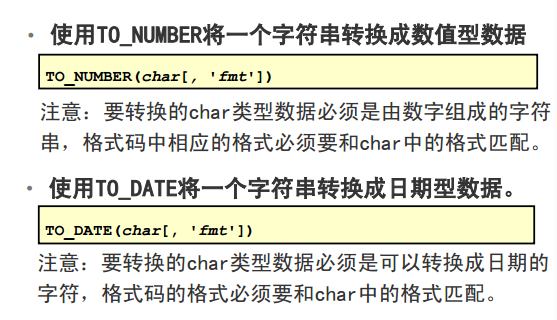 • 使用TO_NUMBER将一个字符串转换成数值型数据
TO_NUMBER(char[, 'fmt'])
注意：要转换的char类型数据必须是由数字组成的字符
串，格式码中相应的格式必须要和char中的格式匹配。
• 使用TO_DATE将一个字符串转换成日期型数据。
TO_DATE(char[, 'fmt'])
注意：要转换的char类型数据必须是可以转换成日期的
字符，格式码的格式必须要和char中的格式匹配。